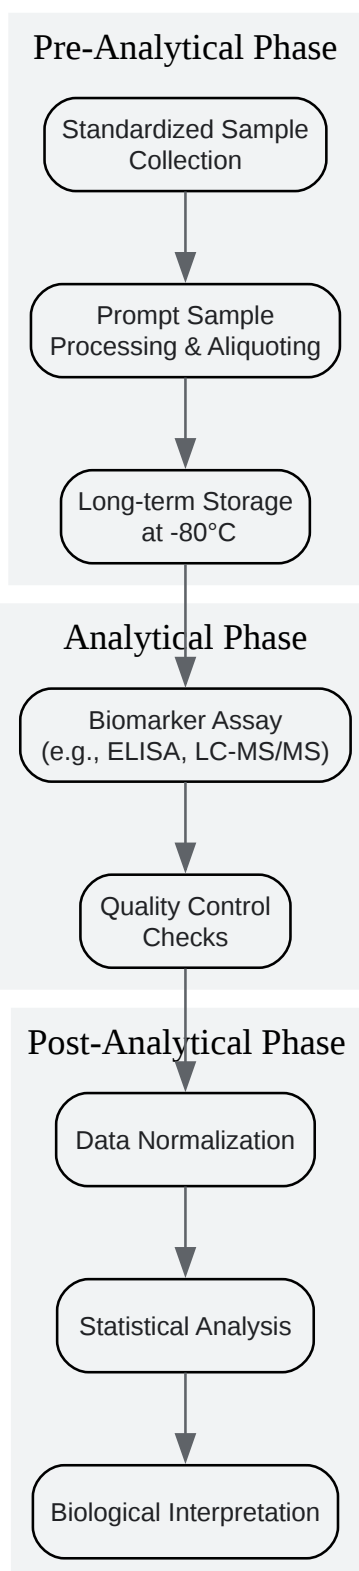 Pre-Analytical Phase
Standardized Sample
Collection
Prompt Sample
Processing & Aliquoting
Long-term Storage
at -80°C
Analytical Phase
Biomarker Assay
(e.g., ELISA, LC-MS/MS)
Quality Control
Checks
Post-Analytical Phase
Data Normalization
Statistical Analysis
Biological Interpretation